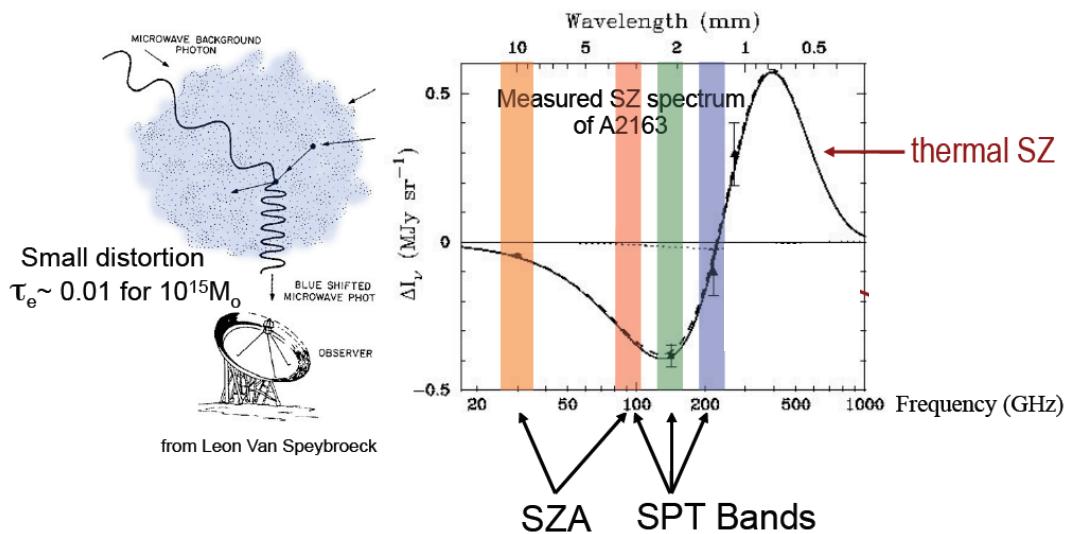 MICROWAVE BACKGROUND
PHOTON
Small distortion
τe~ 0.01 for 10¹⁵Mo
BLUE SHIFTED
MICROWAVE PHOT
OBSERVER
from Leon Van Speybroeck
Wavelength (mm)
10 5 2 1 0.5
Measured SZ spectrum
of A2163
thermal SZ
ΔIν (MJy sr⁻¹)
0.5
0
−0.5
20 50 100 200 500 1000
Frequency (GHz)
SZA
SPT Bands